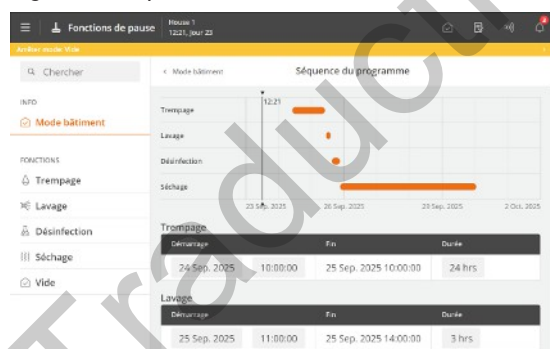 Fonctions de pause
House 1
12:21, Jour 23
Arrêter mode: Vide
Chercher
Mode bâtiment
Séquence du programme
INFO
Mode bâtiment
FONCTIONS
Trempage
Lavage
Désinfection
Séchage
Vide
12:21
Trempage
Lavage
Désinfection
Séchage
23 Sep. 2025 26 Sep. 2025 29 Sep. 2025 2 Oct. 2025
Trempage
Démarrage Fin Durée
24 Sep. 2025 10:00:00 25 Sep. 2025 10:00:00 24 hrs
Lavage
Démarrage Fin Durée
25 Sep. 2025 11:00:00 25 Sep. 2025 14:00:00 3 hrs